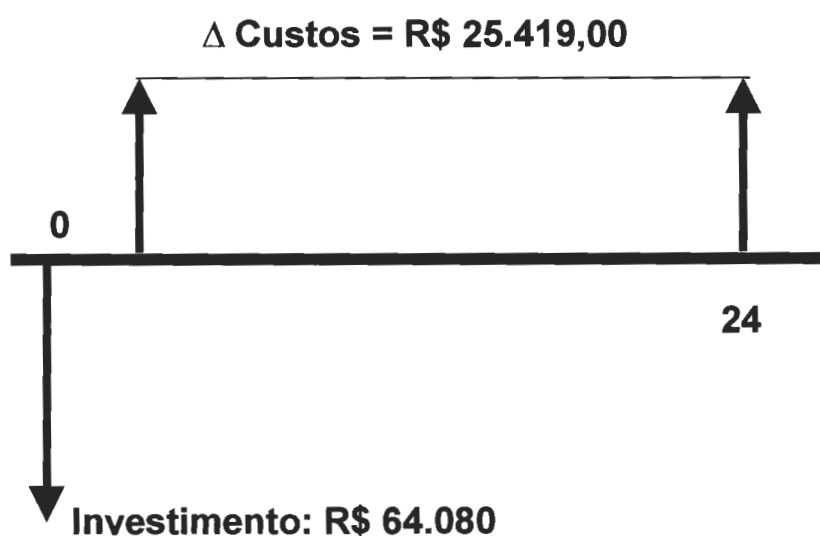 Δ Custos = R$ 25.419,00
0
24
Investimento: R$ 64.080